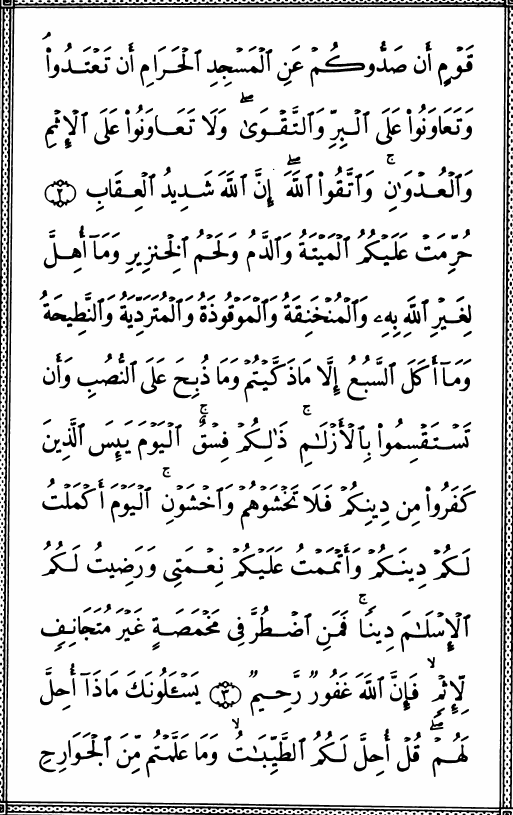 قَوْمٍ أَن صَدُّوكُمْ عَنِ ٱلْمَسْجِدِ ٱلْحَرَامِ أَن تَعْتَدُوا۟ۘ
وَتَعَاوَنُوا۟ عَلَى ٱلْبِرِّ وَٱلتَّقْوَىٰۖ وَلَا تَعَاوَنُوا۟ عَلَى ٱلْإِثْمِ
وَٱلْعُدْوَٰنِۚ وَٱتَّقُوا۟ ٱللَّهَۖ إِنَّ ٱللَّهَ شَدِيدُ ٱلْعِقَابِ ٢
حُرِّمَتْ عَلَيْكُمُ ٱلْمَيْتَةُ وَٱلدَّمُ وَلَحْمُ ٱلْخِنزِيرِ وَمَآ أُهِلَّ
لِغَيْرِ ٱللَّهِ بِهِۦ وَٱلْمُنْخَنِقَةُ وَٱلْمَوْقُوذَةُ وَٱلْمُتَرَدِّيَةُ وَٱلنَّطِيحَةُ
وَمَآ أَكَلَ ٱلسَّبُعُ إِلَّا مَا ذَكَّيْتُمْ وَمَا ذُبِحَ عَلَى ٱلنُّصُبِ وَأَن
تَسْتَقْسِمُوا۟ بِٱلْأَزْلَٰمِۚ ذَٰلِكُمْ فِسْقٌۗ ٱلْيَوْمَ يَئِسَ ٱلَّذِينَ
كَفَرُوا۟ مِن دِينِكُمْ فَلَا تَخْشَوْهُمْ وَٱخْشَوْنِۚ ٱلْيَوْمَ أَكْمَلْتُ
لَكُمْ دِينَكُمْ وَأَتْمَمْتُ عَلَيْكُمْ نِعْمَتِى وَرَضِيتُ لَكُمُ
ٱلْإِسْلَٰمَ دِينًاۚ فَمَنِ ٱضْطُرَّ فِى مَخْمَصَةٍ غَيْرَ مُتَجَانِفٍ
لِّإِثْمٍۙ فَإِنَّ ٱللَّهَ غَفُورٌ رَّحِيمٌ ٣ يَسْـَٔلُونَكَ مَاذَآ أُحِلَّ
لَهُمْۖ قُلْ أُحِلَّ لَكُمُ ٱلطَّيِّبَٰتُۙ وَمَا عَلَّمْتُم مِّنَ ٱلْجَوَارِحِ